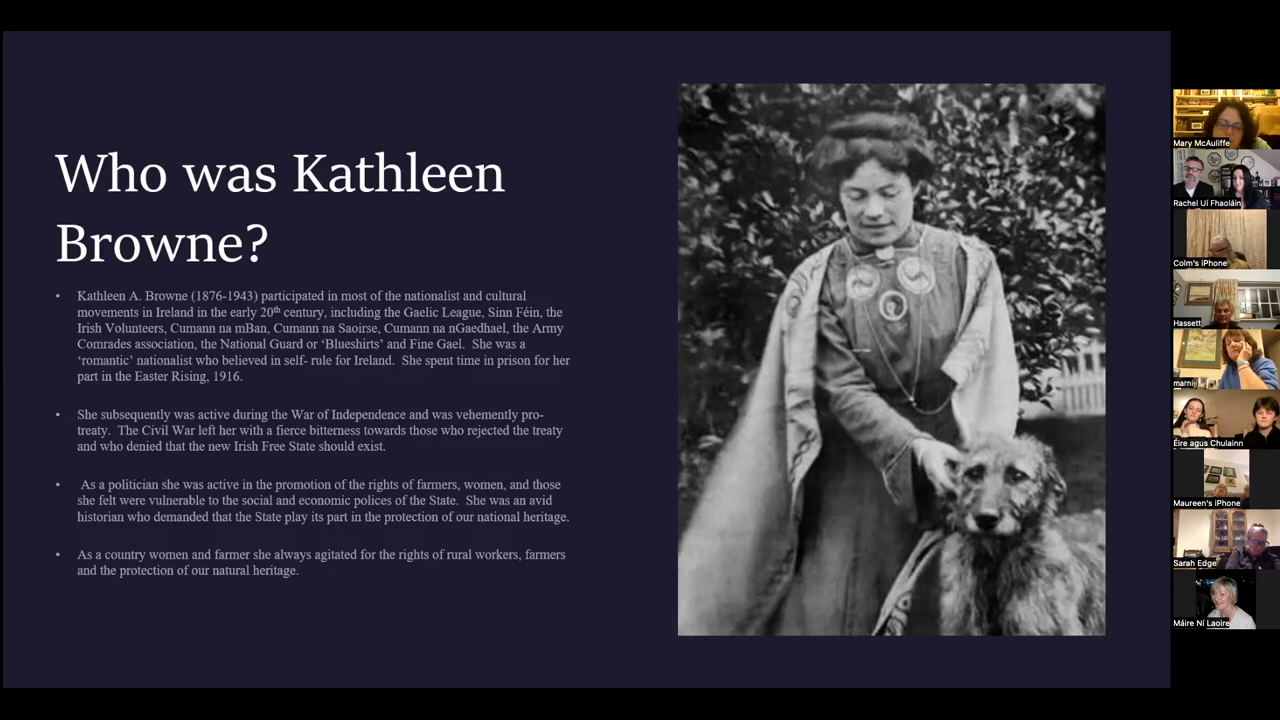 Who was Kathleen
Browne?
• Kathleen A. Browne (1876-1943) participated in most of the nationalist and cultural
movements in Ireland in the early 20th century, including the Gaelic League, Sinn Féin, the
Irish Volunteers, Cumann na mBan, Cumann na Saoirse, Cumann na nGaedhael, the Army
Comrades association, the National Guard or ‘Blueshirts’ and Fine Gael. She was a
‘romantic’ nationalist who believed in self- rule for Ireland. She spent time in prison for her
part in the Easter Rising, 1916.
• She subsequently was active during the War of Independence and was vehemently pro-
treaty. The Civil War left her with a fierce bitterness towards those who rejected the treaty
and who denied that the new Irish Free State should exist.
• As a politician she was active in the promotion of the rights of farmers, women, and those
she felt were vulnerable to the social and economic polices of the State. She was an avid
historian who demanded that the State play its part in the protection of our national heritage.
• As a country women and farmer she always agitated for the rights of rural workers, farmers
and the protection of our natural heritage.
Mary McAuliffe
Rachel Uí Fhaoláin
Colm's iPhone
Hassett
marni
Éire agus Chulainn
Maureen's iPhone
Sarah Edge
Máire Ní Laoire